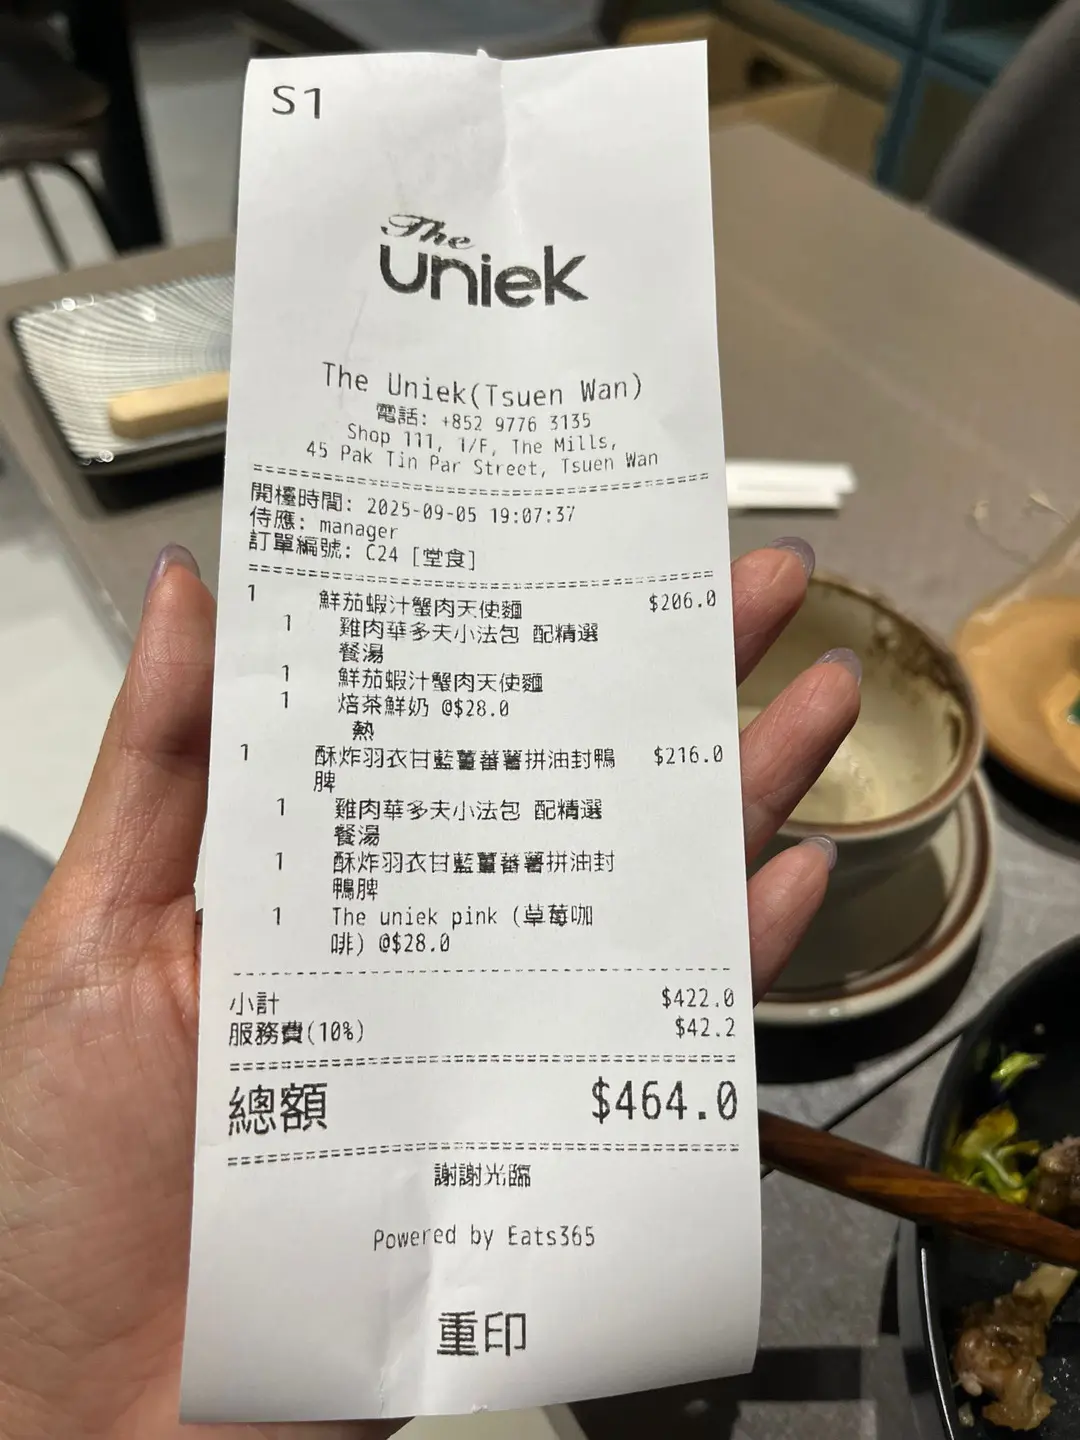 S1
The
uniek
The Uniek(Tsuen Wan)
電話: +852 9776 3135
Shop 111, 1/F, The Mills,
45 Pak Tin Par Street, Tsuen Wan
開檯時間: 2025-09-05 19:07:37
侍應: manager
訂單編號: C24 [堂食]
1 鮮茄蝦汁蟹肉天使麵 $206.0
1 雞肉華多夫小法包 配精選
餐湯
1 鮮茄蝦汁蟹肉天使麵
1 焙茶鮮奶 @$28.0
熱
1 酥炸羽衣甘藍薑蕃薯拼油封鴨 $216.0
脾
1 雞肉華多夫小法包 配精選
餐湯
1 酥炸羽衣甘藍薑蕃薯拼油封
鴨脾
1 The uniek pink (草莓咖
啡) @$28.0
小計 $422.0
服務費(10%) $42.2
總額 $464.0
謝謝光臨
Powered by Eats365
重印